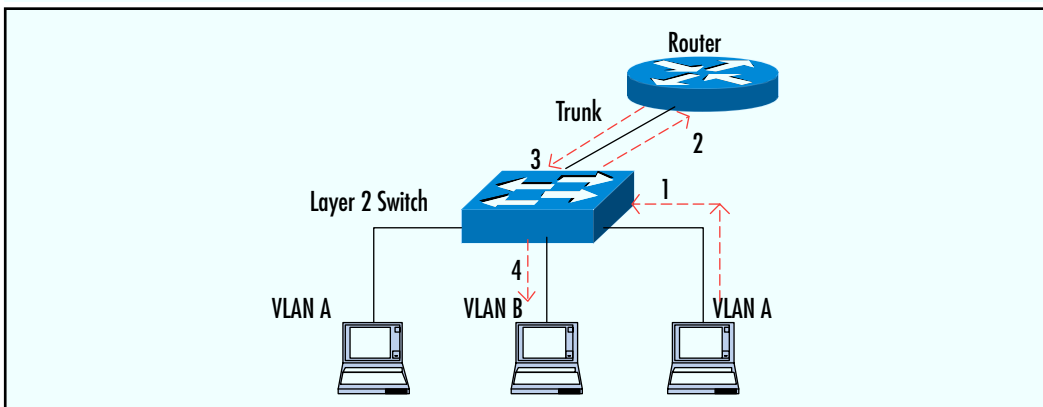 Router
Trunk
2
3
1
Layer 2 Switch
4
VLAN A
VLAN B
VLAN A